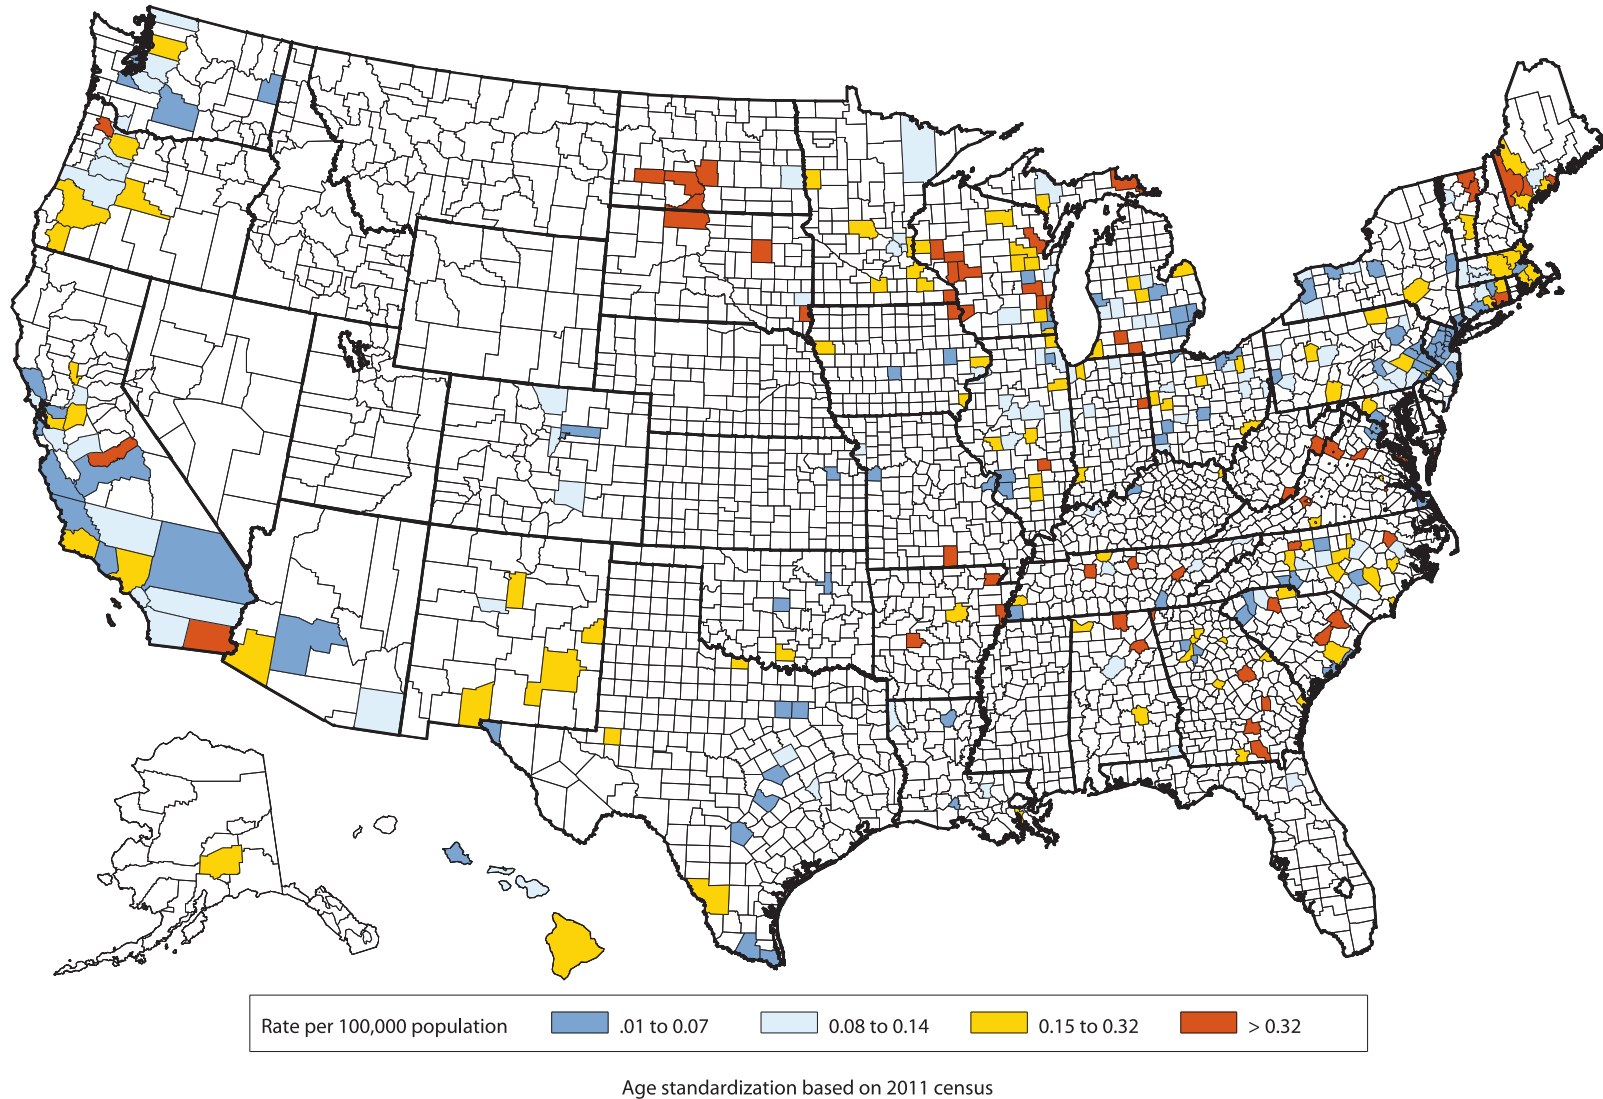 Rate per 100,000 population .01 to 0.07 0.08 to 0.14 0.15 to 0.32 > 0.32
Age standardization based on 2011 census